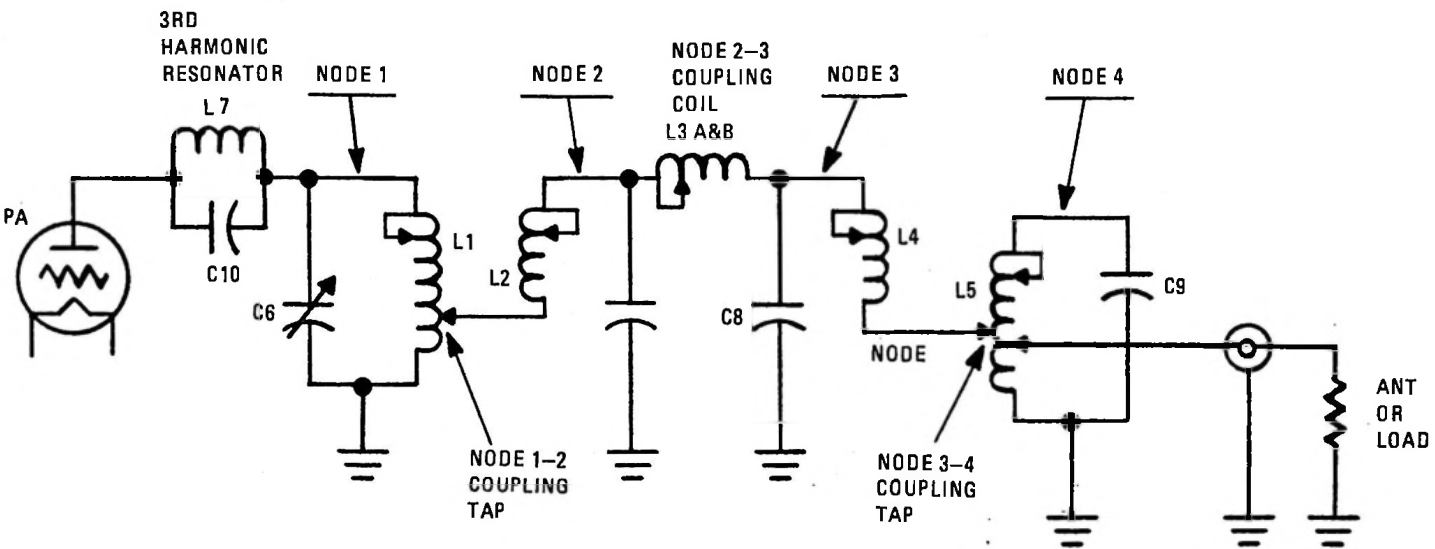 3RD
HARMONIC
RESONATOR
L7
NODE 1
NODE 2
NODE 2–3
COUPLING
COIL
L3 A&B
NODE 3
NODE 4
PA
C10
C6
L1
L2
C8
L4
L5
C9
NODE
NODE 1–2
COUPLING
TAP
NODE 3–4
COUPLING
TAP
ANT
OR
LOAD